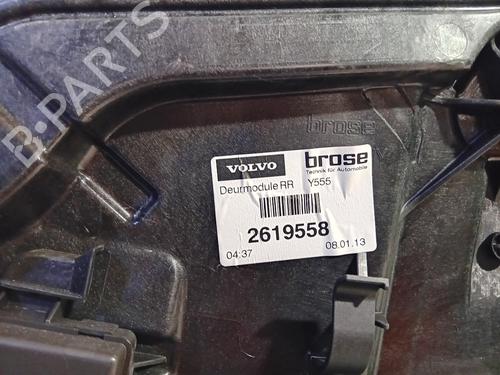 B-PARTS
brose
VOLVO brose
Technik für Automobile
Deurmodule RR Y555
2619558
04:37 08.01.13